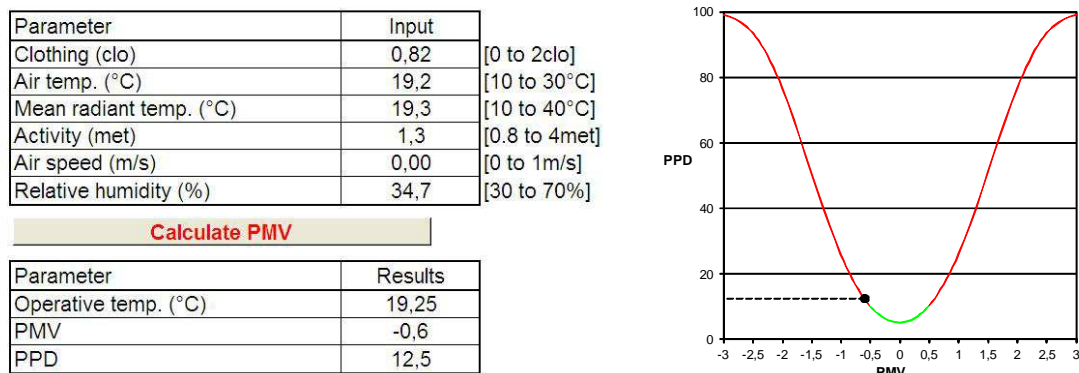 Parameter Input
Clothing (clo) 0,82 [0 to 2clo]
Air temp. (°C) 19,2 [10 to 30°C]
Mean radiant temp. (°C) 19,3 [10 to 40°C]
Activity (met) 1,3 [0.8 to 4met]
Air speed (m/s) 0,00 [0 to 1m/s]
Relative humidity (%) 34,7 [30 to 70%]
Calculate PMV
Parameter Results
Operative temp. (°C) 19,25
PMV -0,6
PPD 12,5
100
80
60
PPD
40
20
0
-3 -2,5 -2 -1,5 -1 -0,5 0 0,5 1 1,5 2 2,5 3
PMV